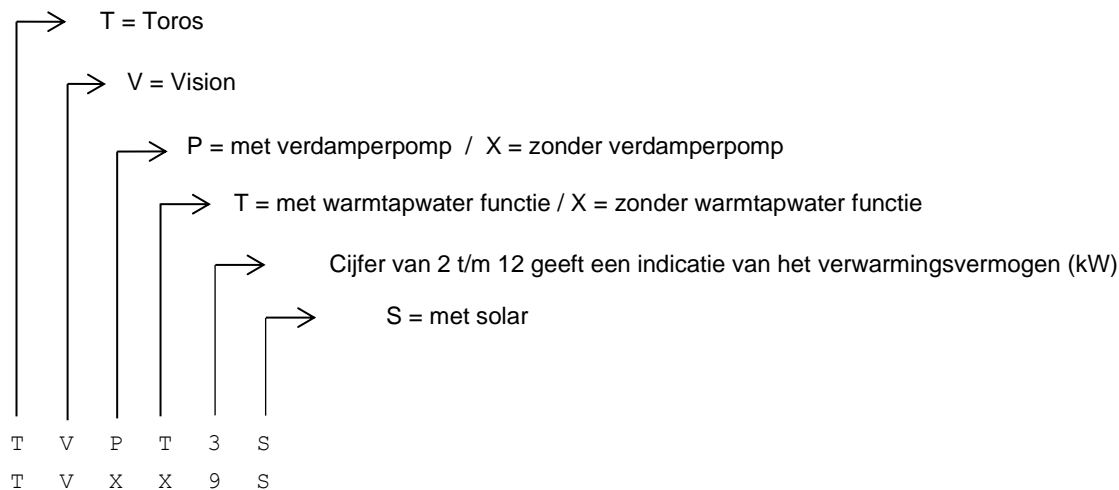 T = Toros
V = Vision
P = met verdamperpomp / X = zonder verdamperpomp
T = met warmtapwater functie / X = zonder warmtapwater functie
Cijfer van 2 t/m 12 geeft een indicatie van het verwarmingsvermogen (kW)
S = met solar
T V P T 3 S
T V X X 9 S